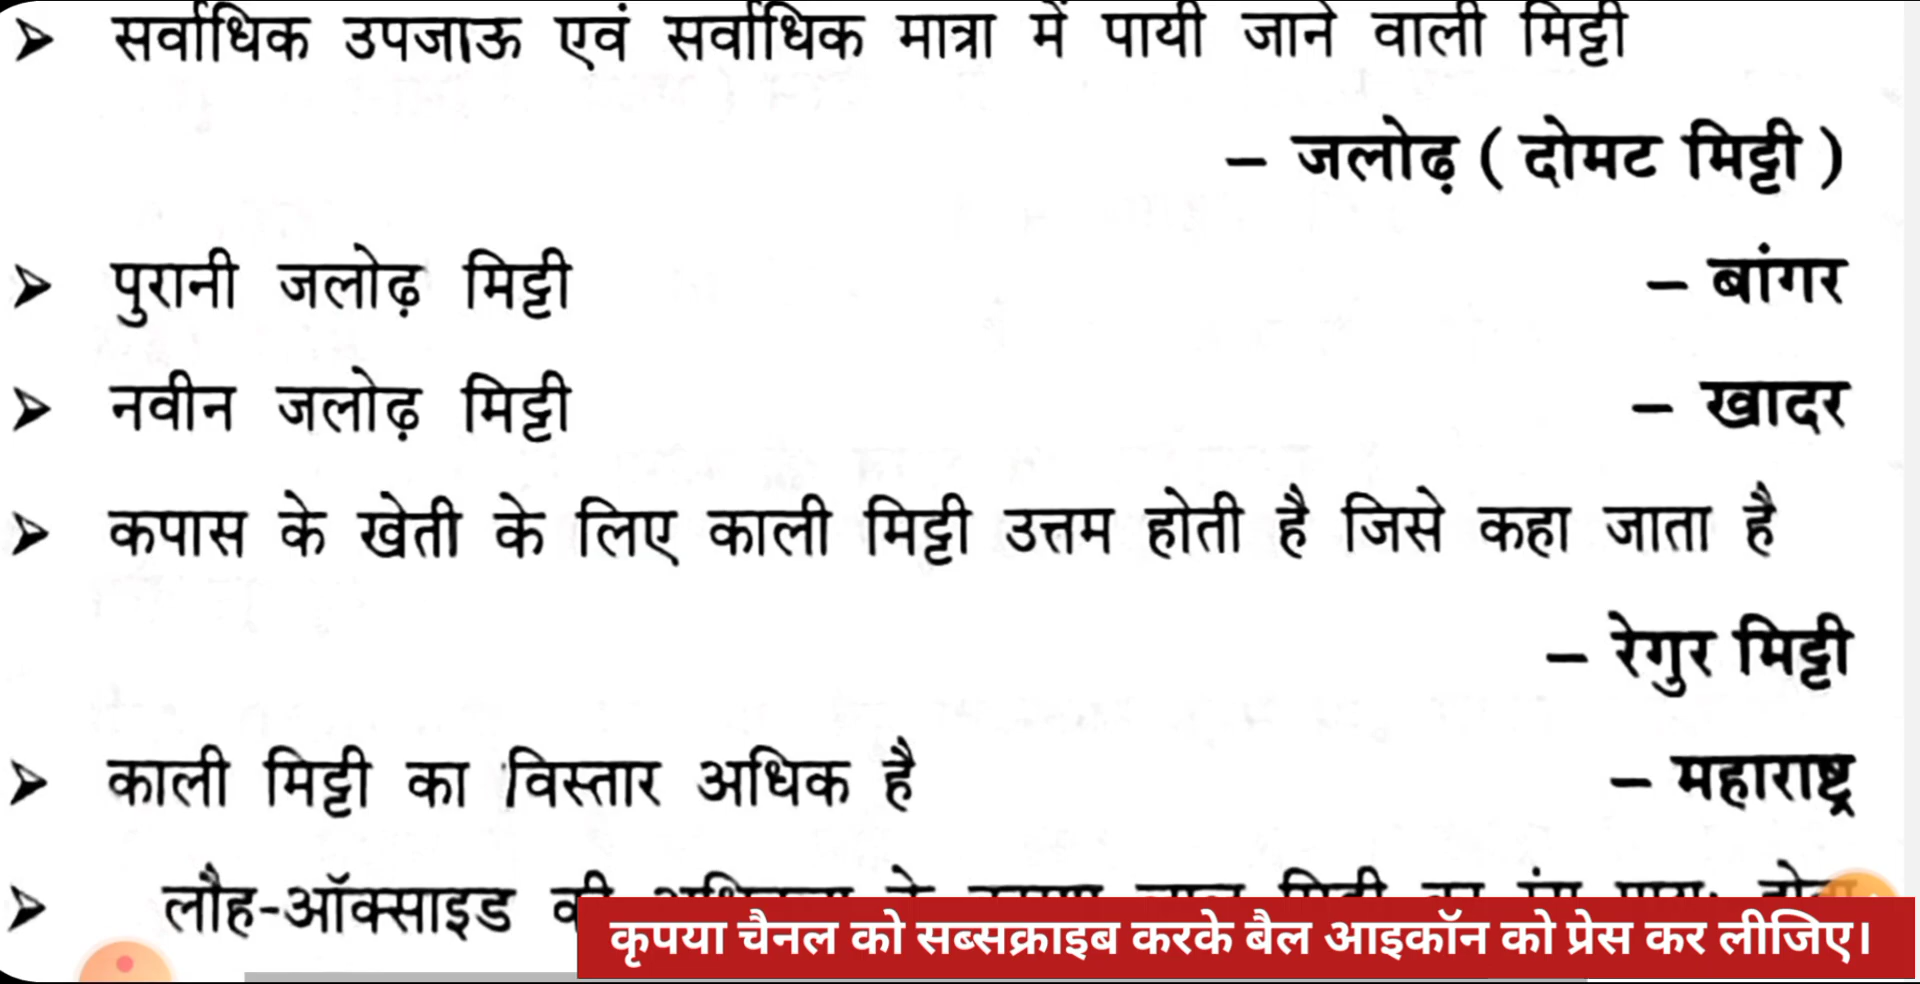 ➤ सर्वाधिक उपजाऊ एवं सर्वाधिक मात्रा में पायी जाने वाली मिट्टी
– जलोढ़ ( दोमट मिट्टी )
➤ पुरानी जलोढ़ मिट्टी – बांगर
➤ नवीन जलोढ़ मिट्टी – खादर
➤ कपास के खेती के लिए काली मिट्टी उत्तम होती है जिसे कहा जाता है
– रेगुर मिट्टी
➤ काली मिट्टी का विस्तार अधिक है – महाराष्ट्र
➤ लौह-ऑक्साइड की
कृपया चैनल को सब्सक्राइब करके बैल आइकॉन को प्रेस कर लीजिए।